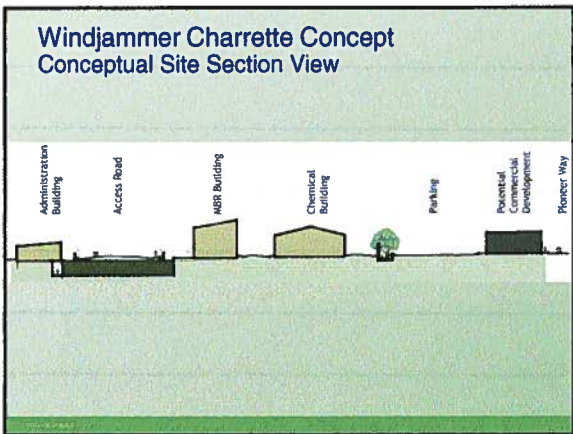 Windjammer Charrette Concept
Conceptual Site Section View
Administration
Building
Access Road
MBR Building
Chemical
Building
Parking
Potential
Commercial
Development
Pioneer Way